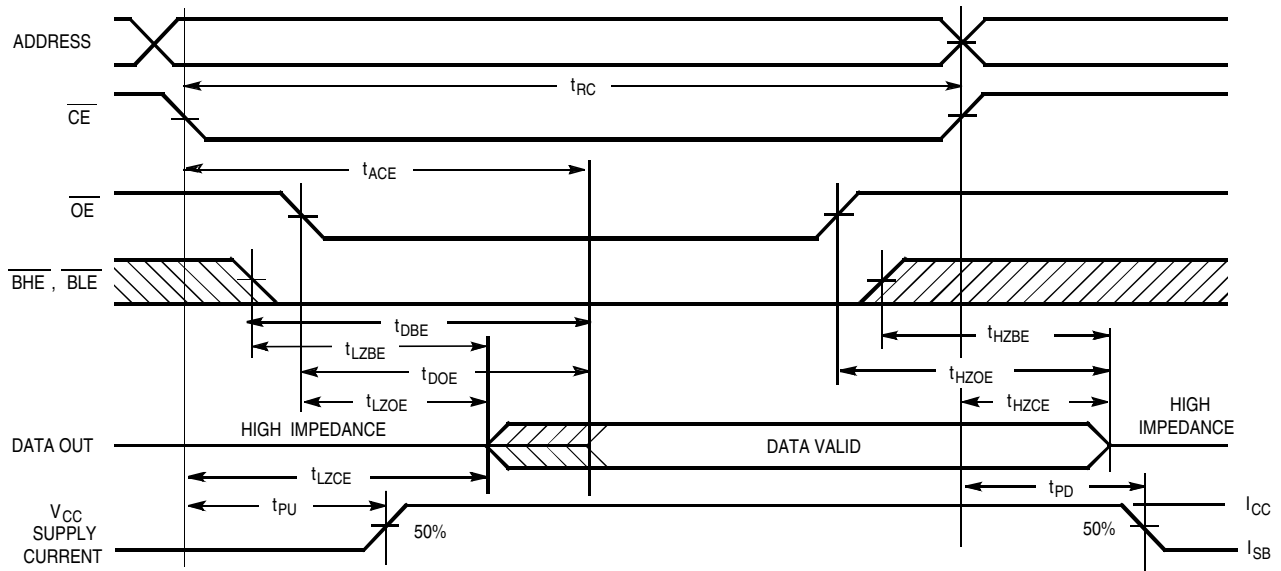 ADDRESS
tRC
CE
tACE
OE
BHE , BLE
tDBE
tLZBE
tHZBE
tDOE
tHZOE
tLZOE
tHZCE
HIGH IMPEDANCE
HIGH
IMPEDANCE
DATA OUT
DATA VALID
tLZCE
tPU
tPD
VCC
SUPPLY
CURRENT
50%
50%
ICC
ISB